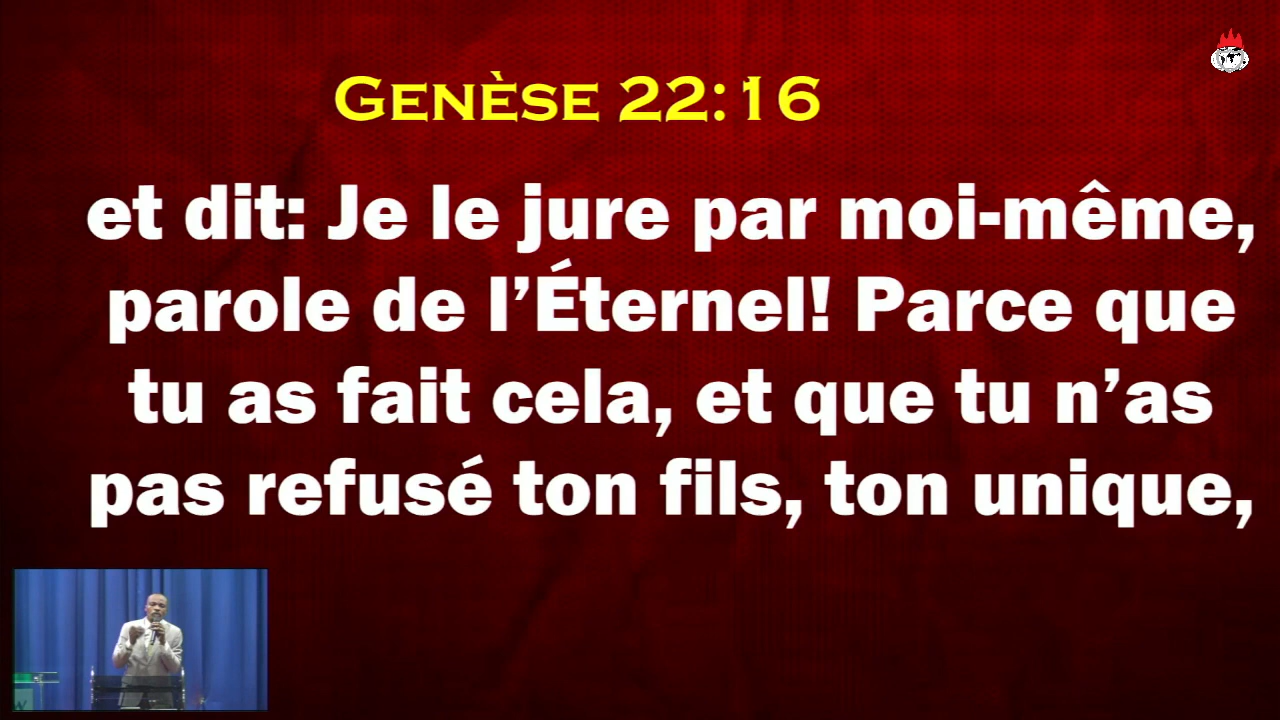 Genèse 22:16
et dit: Je le jure par moi-même,
parole de l’Éternel! Parce que
tu as fait cela, et que tu n’as
pas refusé ton fils, ton unique,